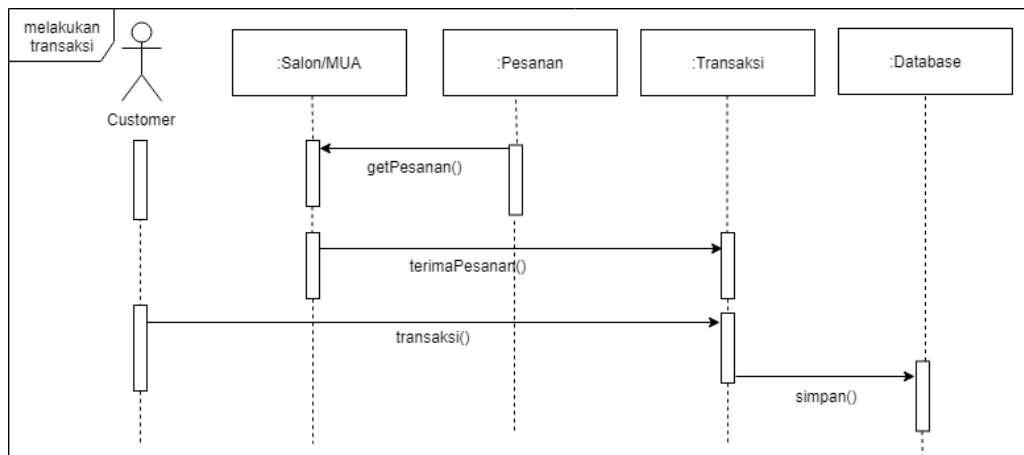 melakukan
transaksi
Customer
:Salon/MUA
:Pesanan
:Transaksi
:Database
getPesanan()
terimaPesanan()
transaksi()
simpan()